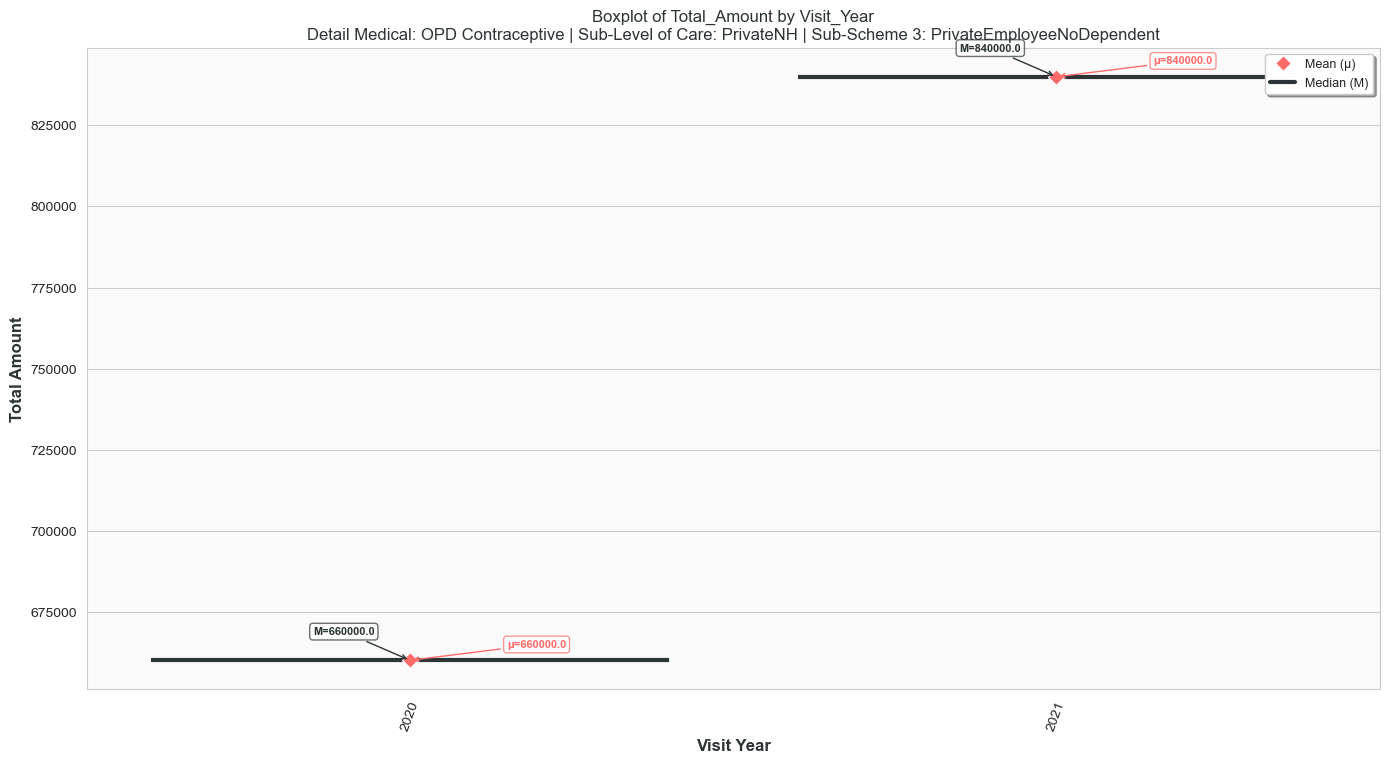 Boxplot of Total_Amount by Visit_Year
Detail Medical: OPD Contraceptive | Sub-Level of Care: PrivateNH | Sub-Scheme 3: PrivateEmployeeNoDependent
M=840000.0
μ=840000.0
Mean (μ)
Median (M)
825000
800000
775000
750000
725000
700000
675000
Total Amount
M=660000.0
μ=660000.0
2020
2021
Visit Year